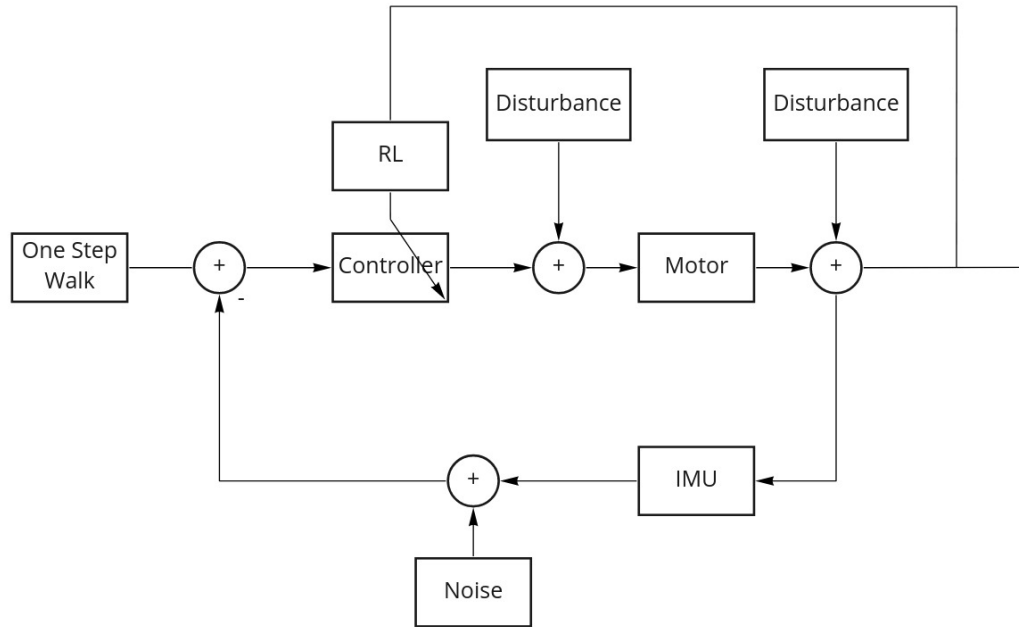 Disturbance
Disturbance
RL
One Step
Walk
+
-
Controller
+
Motor
+
+
IMU
Noise